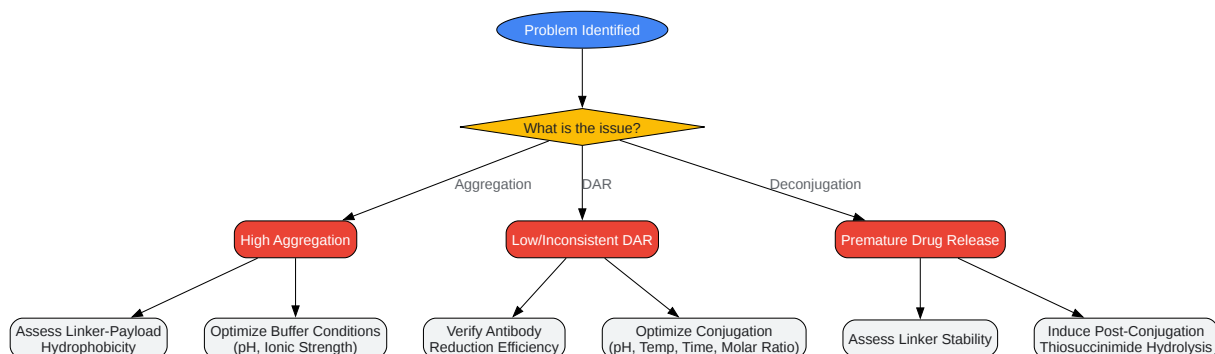 Problem Identified
What is the issue?
Aggregation
DAR
Deconjugation
High Aggregation
Low/Inconsistent DAR
Premature Drug Release
Assess Linker-Payload
Hydrophobicity
Optimize Buffer Conditions
(pH, Ionic Strength)
Verify Antibody
Reduction Efficiency
Optimize Conjugation
(pH, Temp, Time, Molar Ratio)
Assess Linker Stability
Induce Post-Conjugation
Thiosuccinimide Hydrolysis